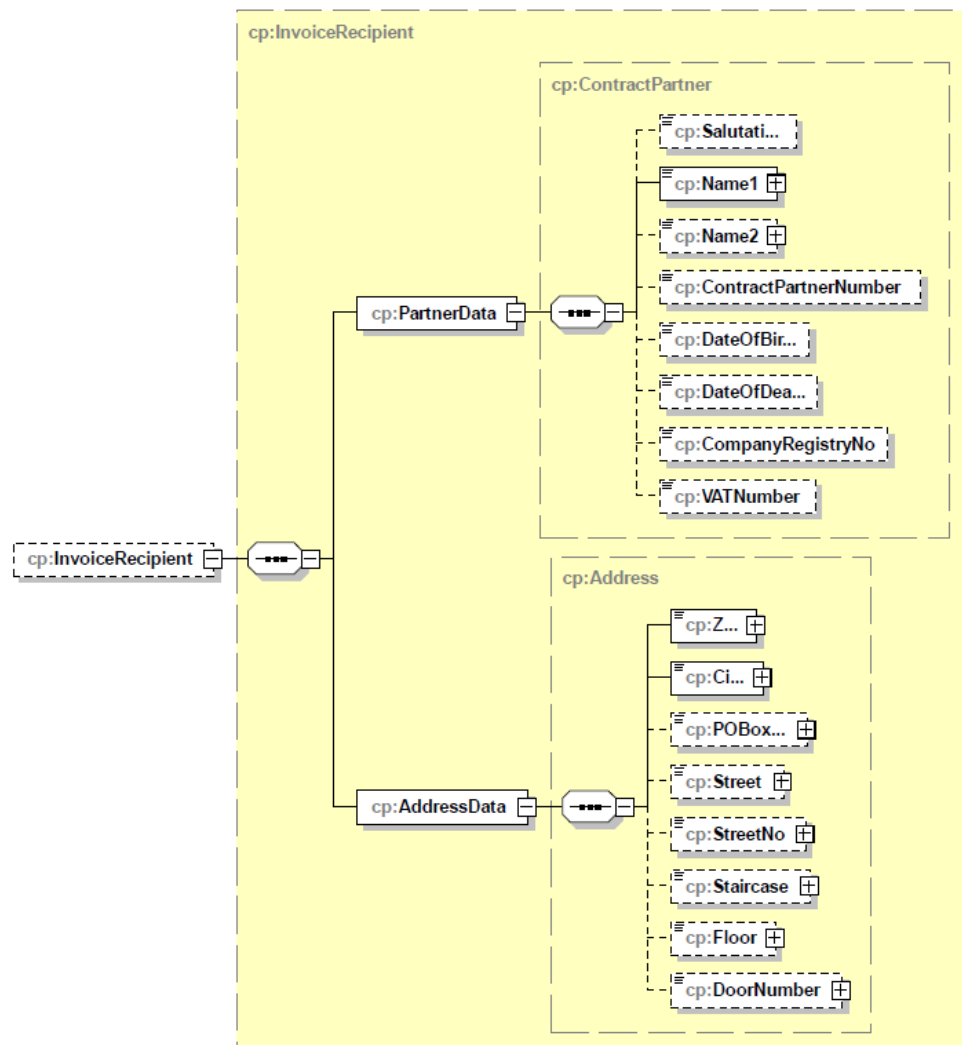 cp:InvoiceRecipient
cp:ContractPartner
cp:Salutati...
cp:Name1
cp:Name2
cp:ContractPartnerNumber
cp:PartnerData
cp:DateOfBir...
cp:DateOfDea...
cp:CompanyRegistryNo
cp:VATNumber
cp:InvoiceRecipient
cp:Address
cp:Z...
cp:Ci...
cp:POBox...
cp:Street
cp:AddressData
cp:StreetNo
cp:Staircase
cp:Floor
cp:DoorNumber